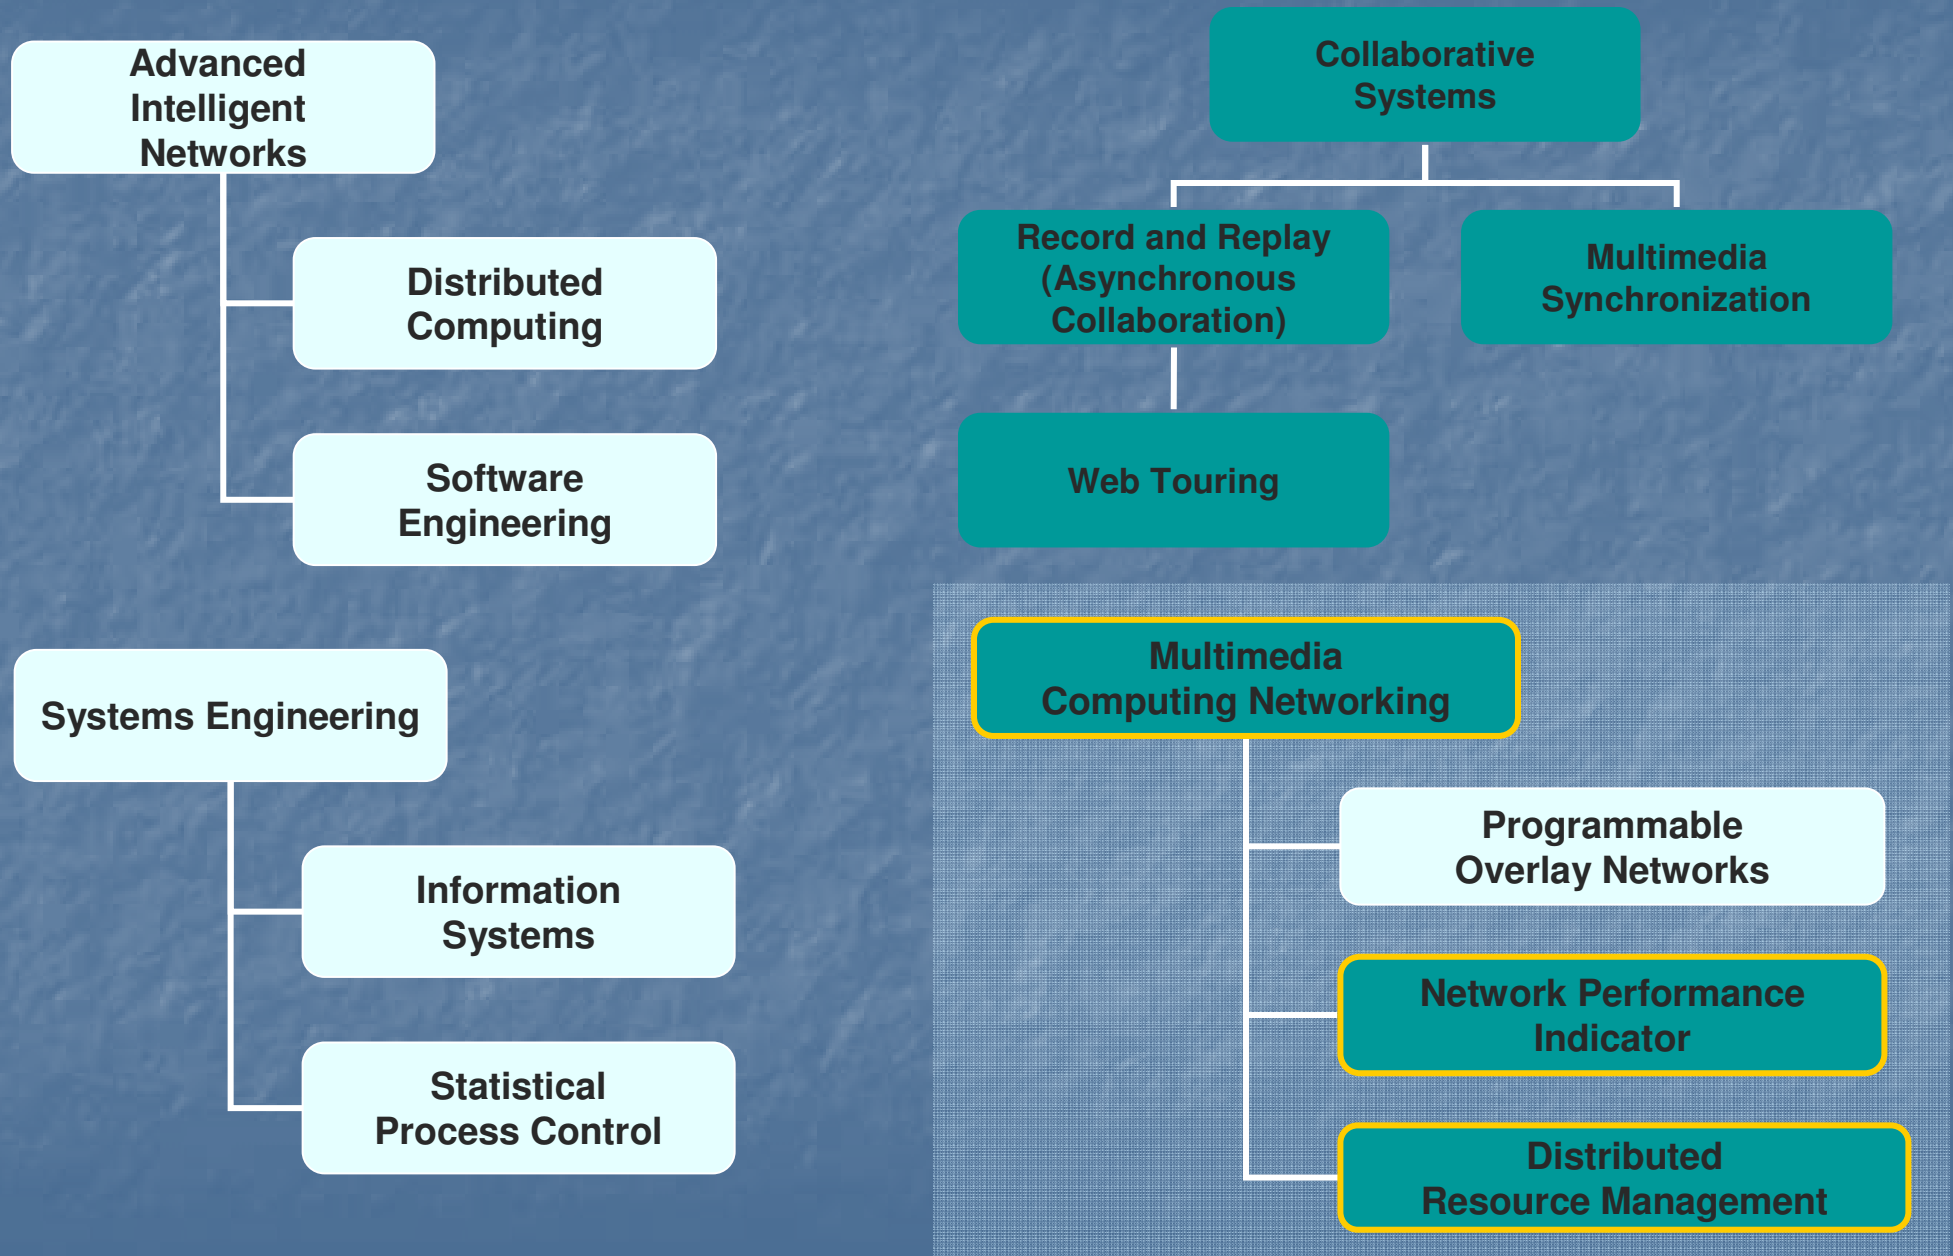 Advanced
Intelligent
Networks
Distributed
Computing
Software
Engineering
Collaborative
Systems
Record and Replay
(Asynchronous
Collaboration)
Multimedia
Synchronization
Web Touring
Systems Engineering
Information
Systems
Statistical
Process Control
Multimedia
Computing Networking
Programmable
Overlay Networks
Network Performance
Indicator
Distributed
Resource Management